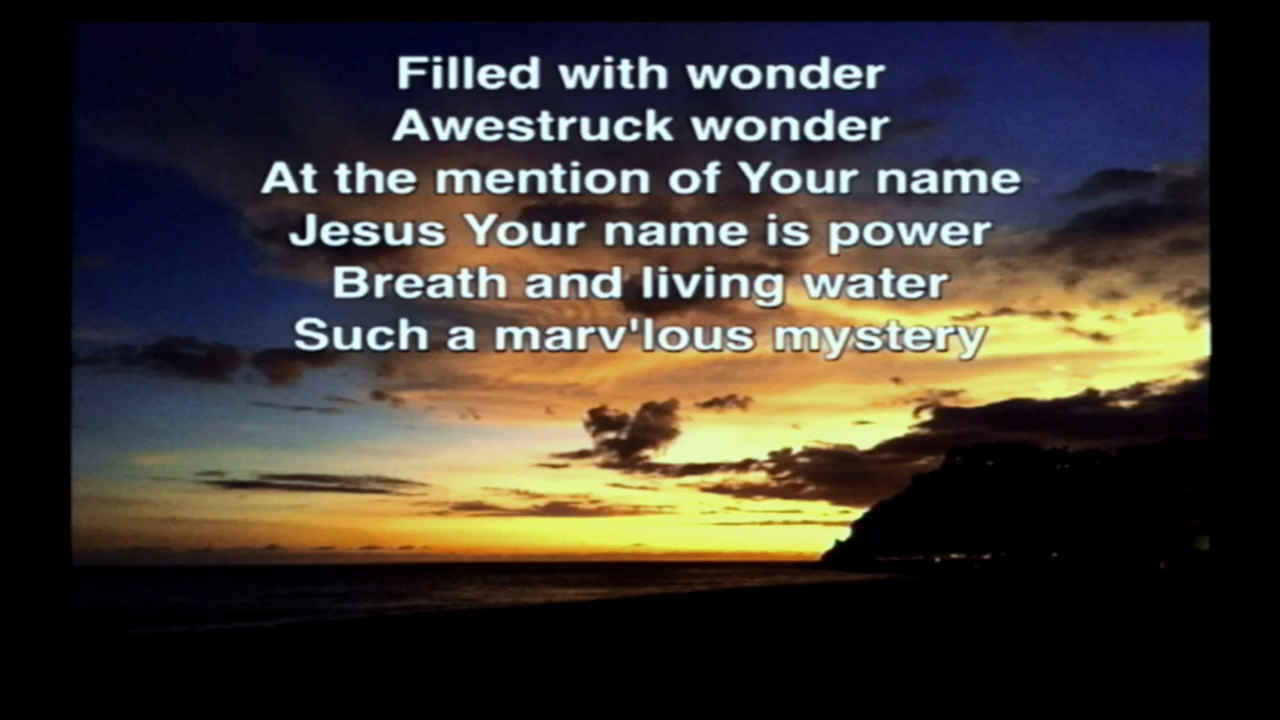 Filled with wonder
Awestruck wonder
At the mention of Your name
Jesus Your name is power
Breath and living water
Such a marv'lous mystery